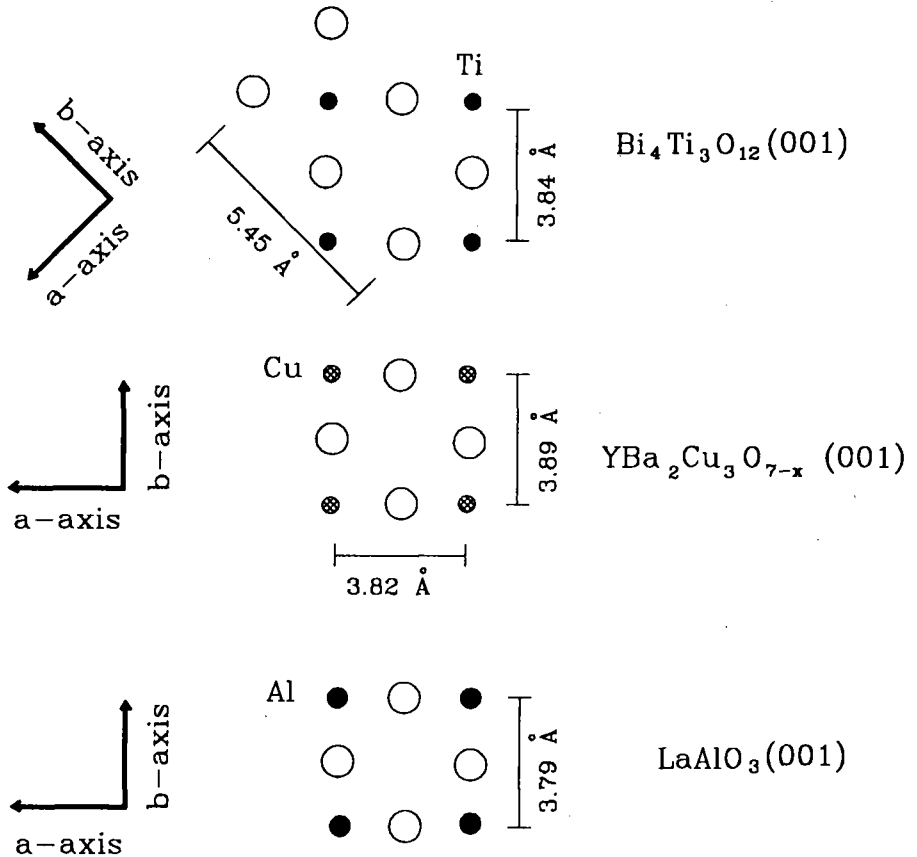 Ti
b-axis
a-axis
5.45 Å
3.84 Å
Bi₄Ti₃O₁₂(001)
Cu
b-axis
a-axis
3.89 Å
3.82 Å
YBa₂Cu₃O₇₋ₓ (001)
Al
b-axis
a-axis
3.79 Å
LaAlO₃(001)